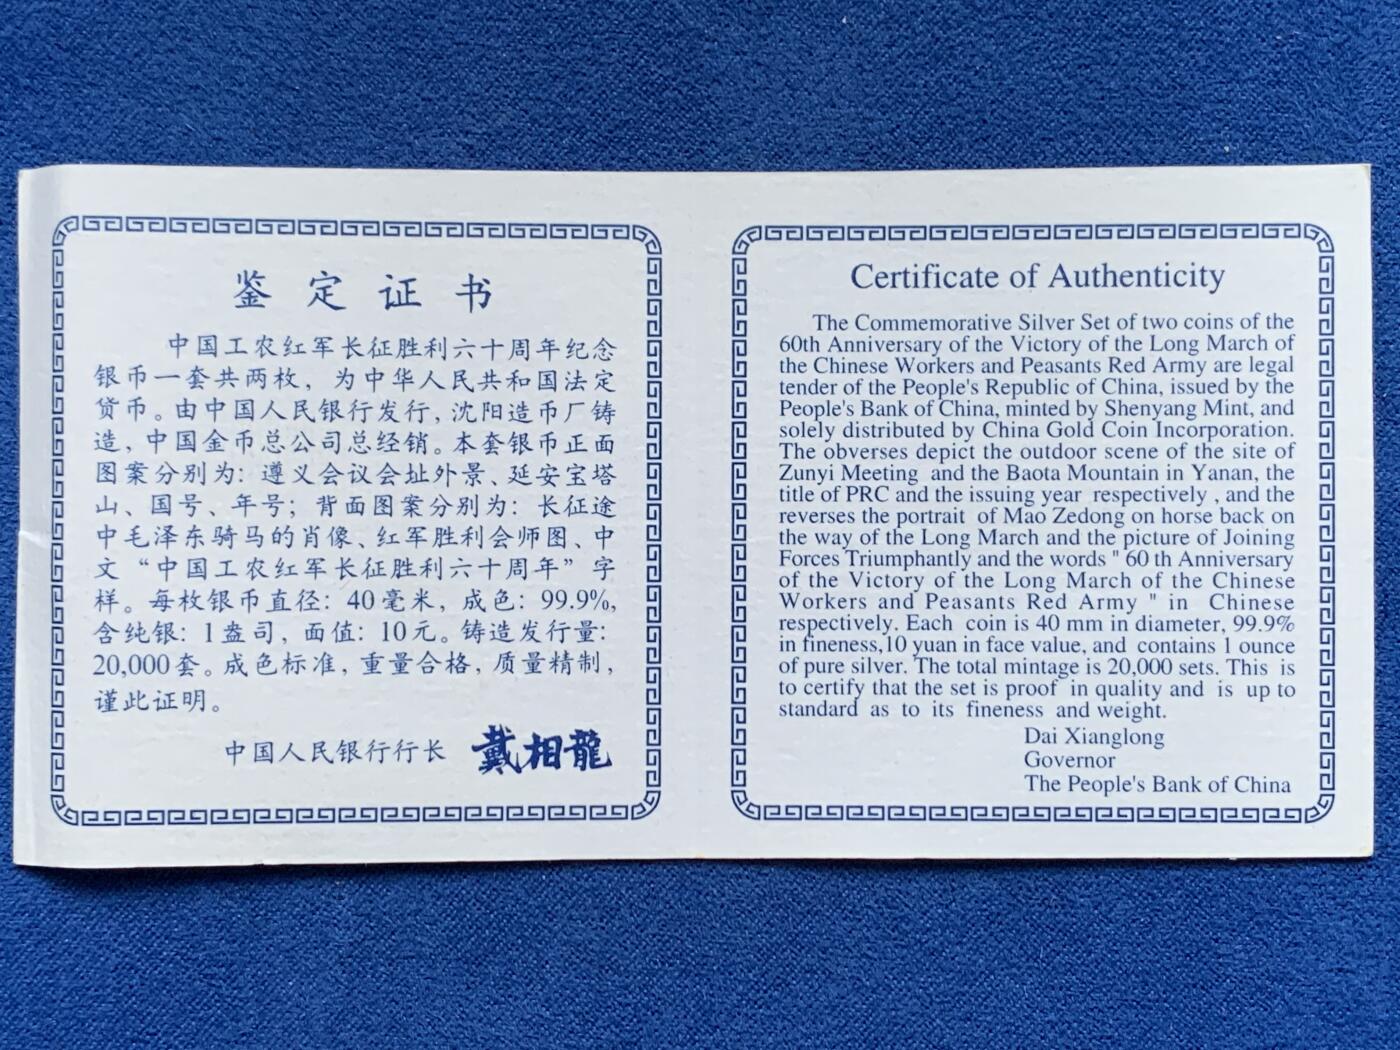 鉴定证书
中国工农红军长征胜利六十周年纪念
银币一套共两枚，为中华人民共和国法定
货币。由中国人民银行发行，沈阳造币厂铸
造，中国金币总公司总经销。本套银币正面
图案分别为：遵义会议会址外景、延安宝塔
山、国号、年号；背面图案分别为：长征途
中毛泽东骑马的肖像、红军胜利会师图、中
文“中国工农红军长征胜利六十周年”字
样。每枚银币直径：40毫米，成色：99.9%，
含纯银：1盎司，面值：10元。铸造发行量：
20,000套。成色标准，重量合格，质量精制，
谨此证明。
中国人民银行行长 戴相龍
Certificate of Authenticity
The Commemorative Silver Set of two coins of the
60th Anniversary of the Victory of the Long March of
the Chinese Workers and Peasants Red Army are legal
tender of the People's Republic of China, issued by the
People's Bank of China, minted by Shenyang Mint, and
solely distributed by China Gold Coin Incorporation.
The obverses depict the outdoor scene of the site of
Zunyi Meeting and the Baota Mountain in Yanan, the
title of PRC and the issuing year respectively , and the
reverses the portrait of Mao Zedong on horse back on
the way of the Long March and the picture of Joining
Forces Triumphantly and the words " 60 th Anniversary
of the Victory of the Long March of the Chinese
Workers and Peasants Red Army " in Chinese
respectively. Each coin is 40 mm in diameter, 99.9%
in fineness,10 yuan in face value, and contains 1 ounce
of pure silver. The total mintage is 20,000 sets. This is
to certify that the set is proof in quality and is up to
standard as to its fineness and weight.
Dai Xianglong
Governor
The People's Bank of China